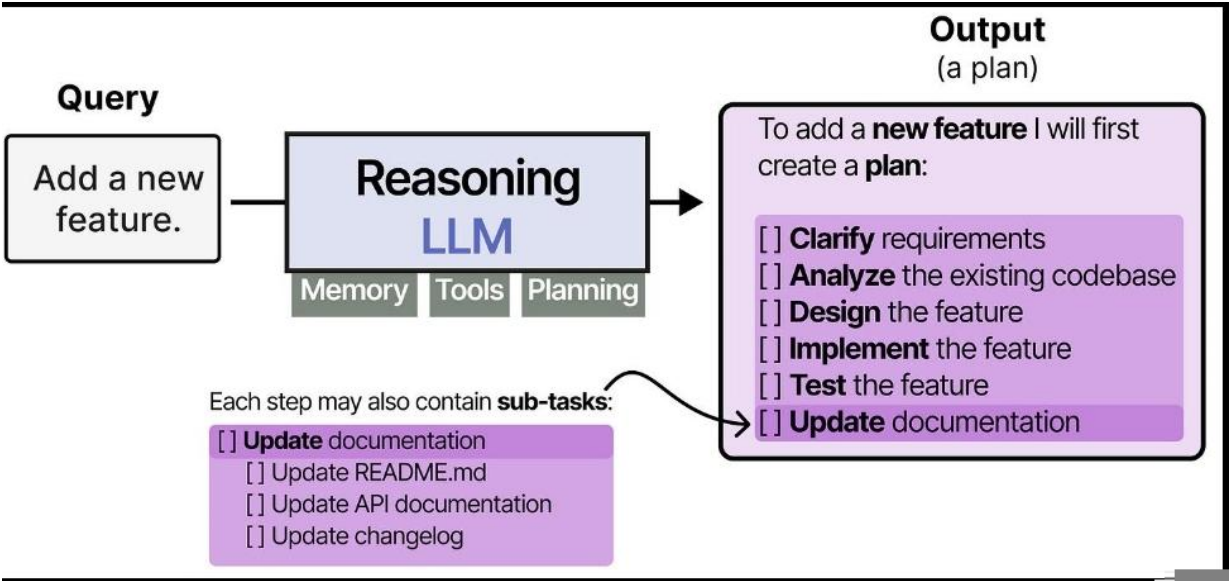 Query
Add a new
feature.
Reasoning
LLM
Memory Tools Planning
Output
(a plan)
To add a new feature I will first
create a plan:
[ ] Clarify requirements
[ ] Analyze the existing codebase
[ ] Design the feature
[ ] Implement the feature
[ ] Test the feature
[ ] Update documentation
Each step may also contain sub-tasks:
[ ] Update documentation
[ ] Update README.md
[ ] Update API documentation
[ ] Update changelog